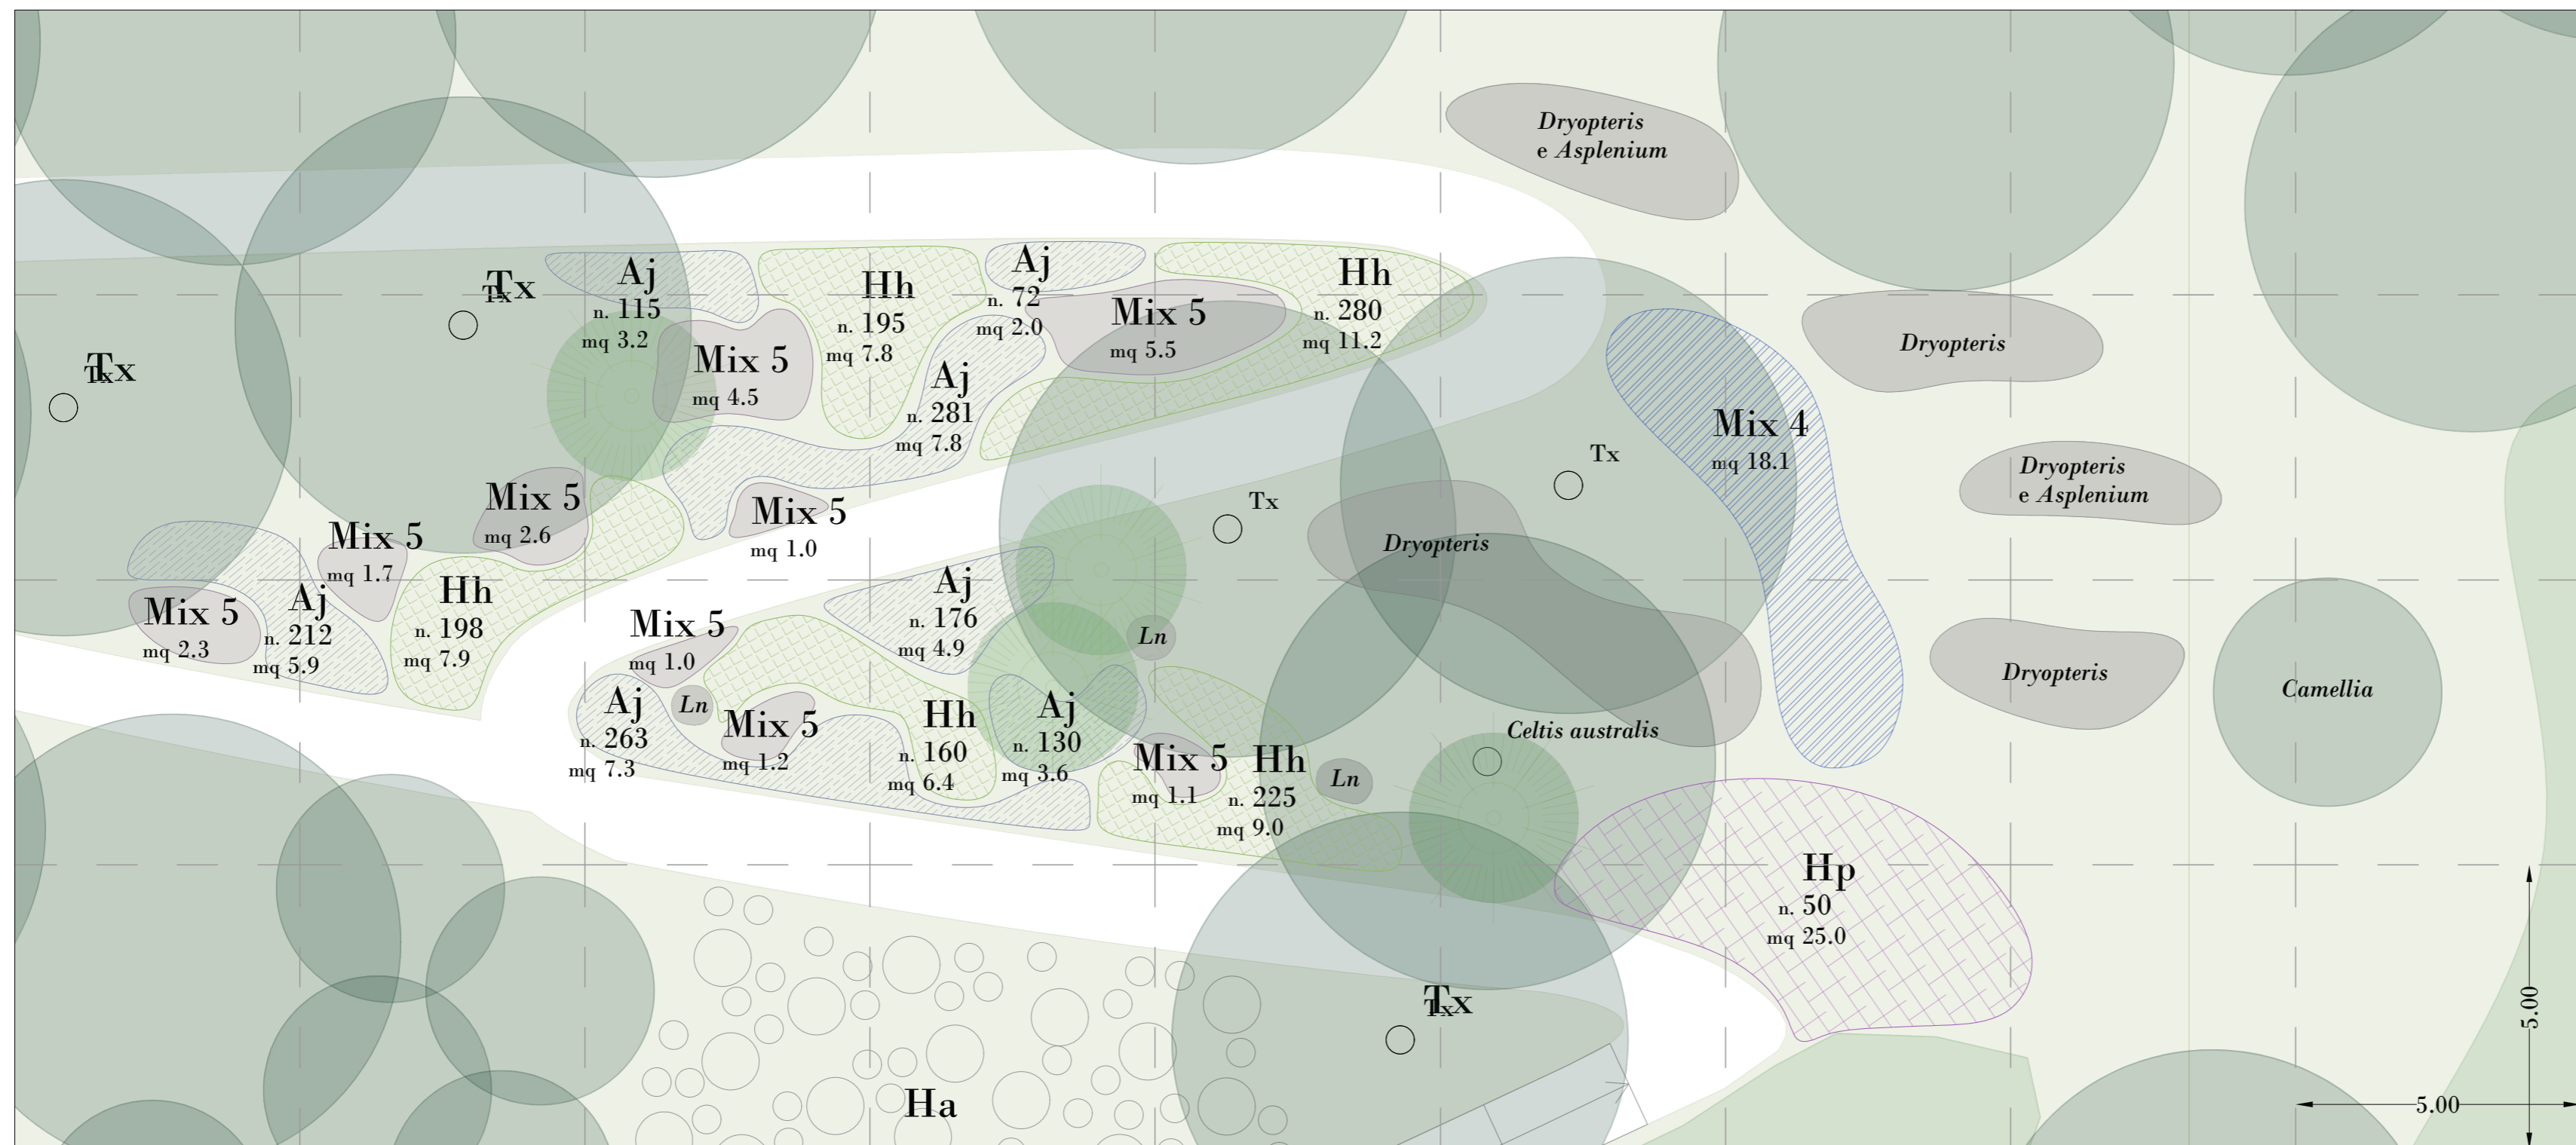 Dryopteris
e Asplenium
Tx
Tx
Aj
n. 115
mq 3.2
Hh
n. 195
mq 7.8
Aj
n. 72
mq 2.0
Mix 5
mq 5.5
Hh
n. 280
mq 11.2
Dryopteris
Tx
Tx
Mix 5
mq 4.5
Aj
n. 281
mq 7.8
Mix 4
mq 18.1
Tx
Dryopteris
e Asplenium
Mix 5
mq 2.6
Mix 5
mq 1.0
Tx
Dryopteris
Mix 5
mq 1.7
Mix 5
mq 2.3
Aj
n. 212
mq 5.9
Hh
n. 198
mq 7.9
Aj
n. 176
mq 4.9
Mix 5
mq 1.0
Ln
Dryopteris
Camellia
Aj
n. 263
mq 7.3
Ln
Mix 5
mq 1.2
Hh
n. 160
mq 6.4
Aj
n. 130
mq 3.6
Celtis australis
Mix 5
mq 1.1
Hh
n. 225
mq 9.0
Ln
Hp
n. 50
mq 25.0
Tx
Tx
5.00
Ha
5.00